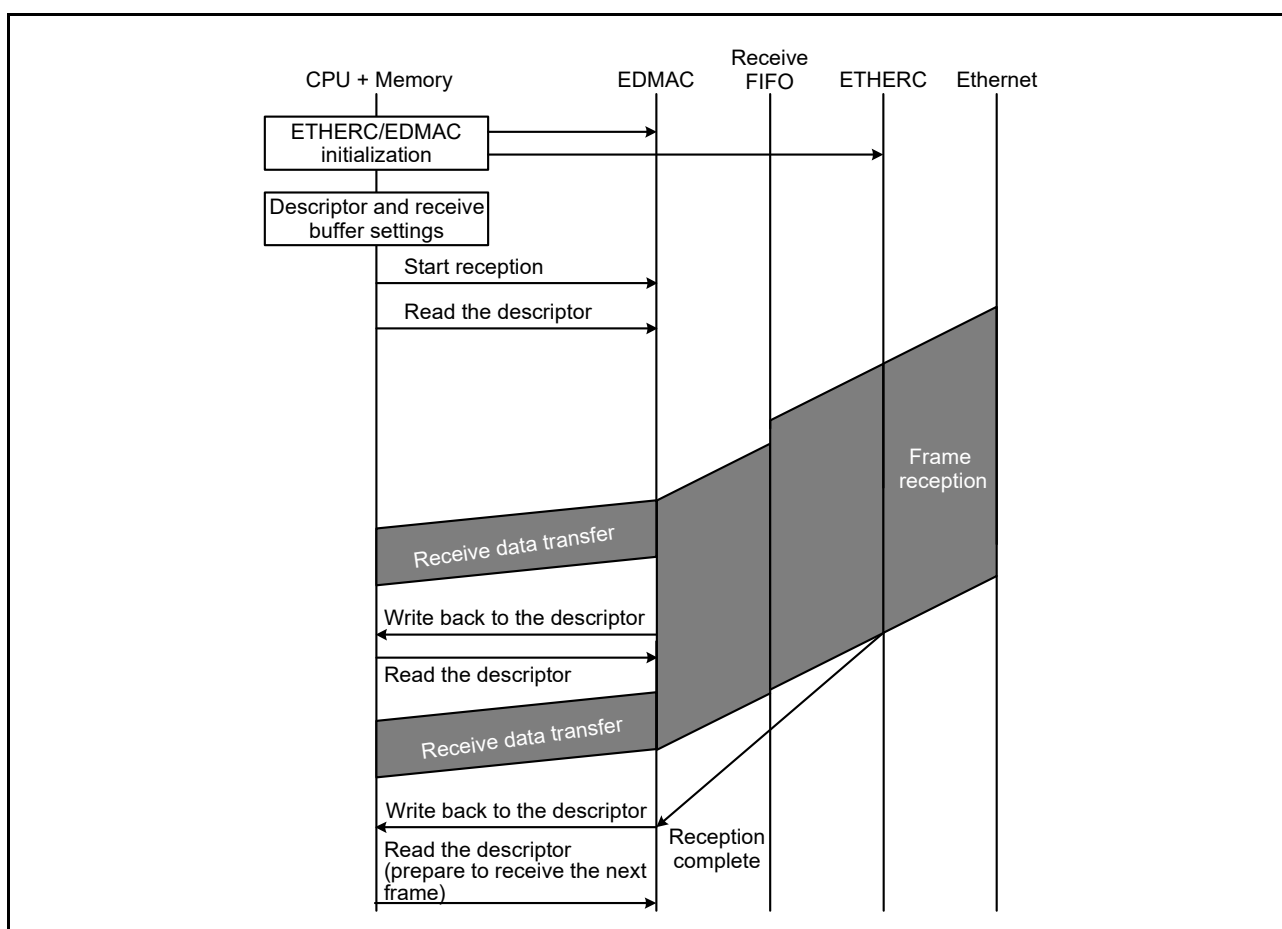 CPU + Memory
EDMAC
Receive
FIFO
ETHERC
Ethernet
ETHERC/EDMAC
initialization
Descriptor and receive
buffer settings
Start reception
Read the descriptor
Frame
reception
Receive data transfer
Write back to the descriptor
Read the descriptor
Receive data transfer
Write back to the descriptor
Reception
complete
Read the descriptor
(prepare to receive the next
frame)